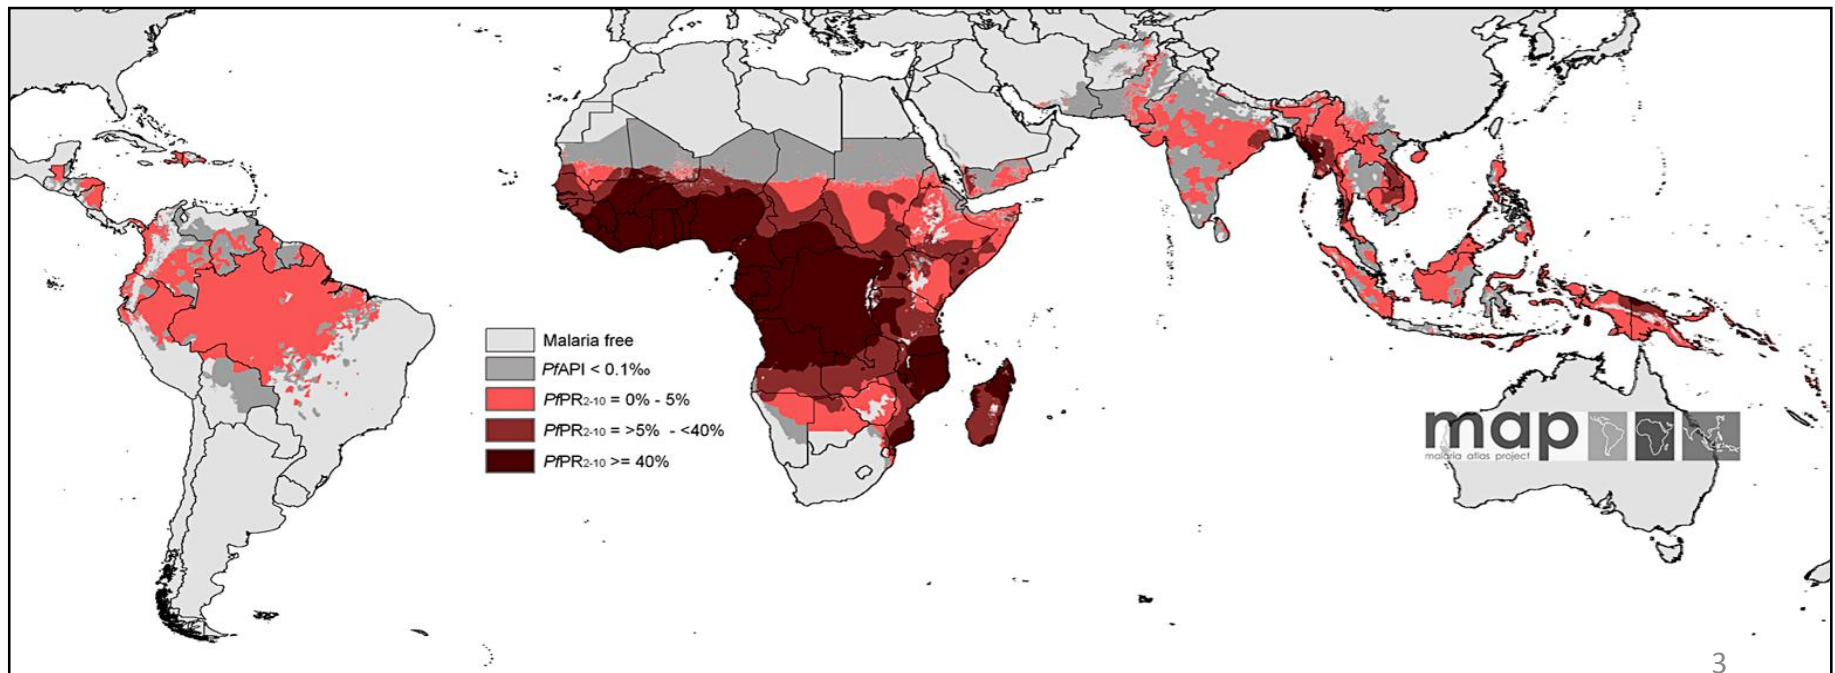 Malaria free
PfAPI < 0.1‰
PfPR2-10 = 0% - 5%
PfPR2-10 = >5% - <40%
PfPR2-10 >= 40%
map
malaria atlas project
3